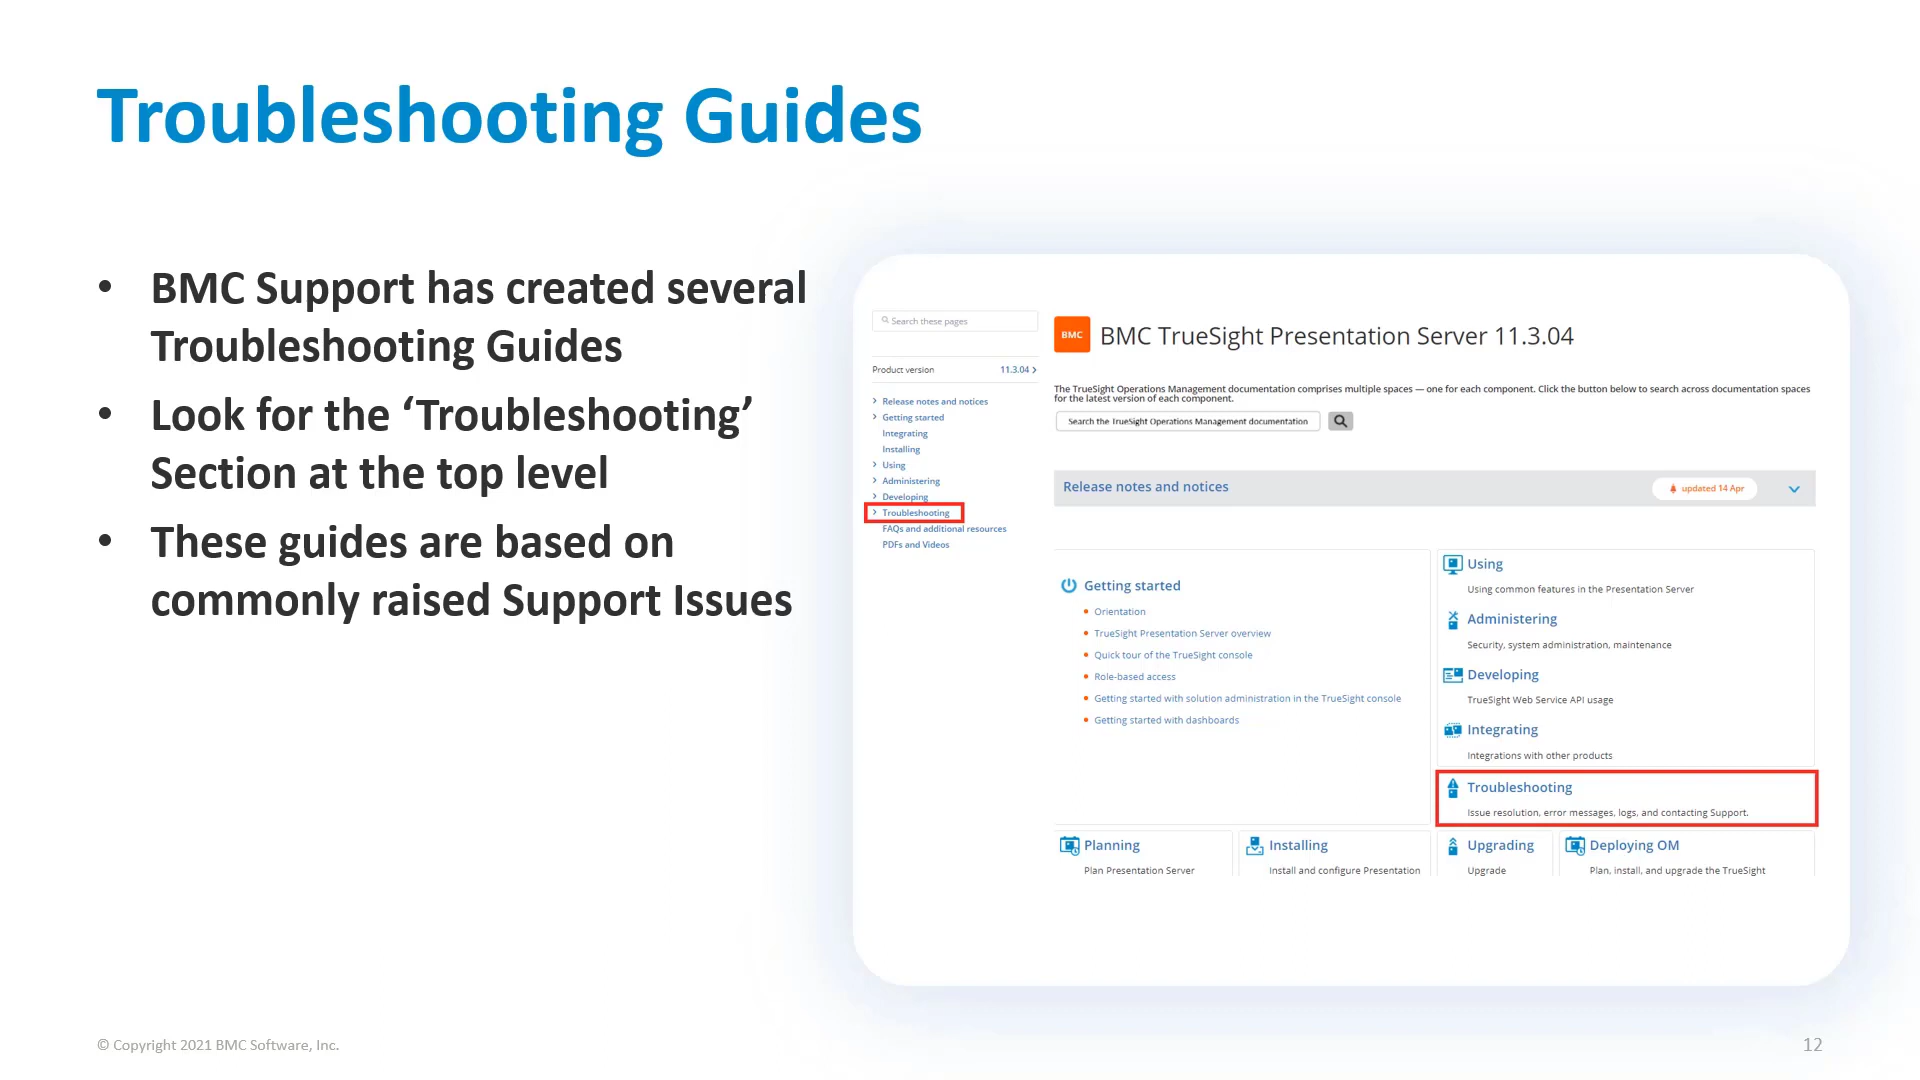 Troubleshooting Guides
• BMC Support has created several
Troubleshooting Guides
• Look for the ‘Troubleshooting’
Section at the top level
• These guides are based on
commonly raised Support Issues
Search these pages
Product version 11.3.04
Release notes and notices
Getting started
Integrating
Installing
Using
Administering
Developing
Troubleshooting
FAQs and additional resources
PDFs and Videos
BMC
BMC TrueSight Presentation Server 11.3.04
The TrueSight Operations Management documentation comprises multiple spaces — one for each component. Click the button below to search across documentation spaces
for the latest version of each component.
Search the TrueSight Operations Management documentation
Release notes and notices
updated 14 Apr
Getting started
• Orientation
• TrueSight Presentation Server overview
• Quick tour of the TrueSight console
• Role-based access
• Getting started with solution administration in the TrueSight console
• Getting started with dashboards
Using
Using common features in the Presentation Server
Administering
Security, system administration, maintenance
Developing
TrueSight Web Service API usage
Integrating
Integrations with other products
Troubleshooting
Issue resolution, error messages, logs, and contacting Support.
Planning
Plan Presentation Server
Installing
Install and configure Presentation
Upgrading
Upgrade
Deploying OM
Plan, install, and upgrade the TrueSight
© Copyright 2021 BMC Software, Inc.
12